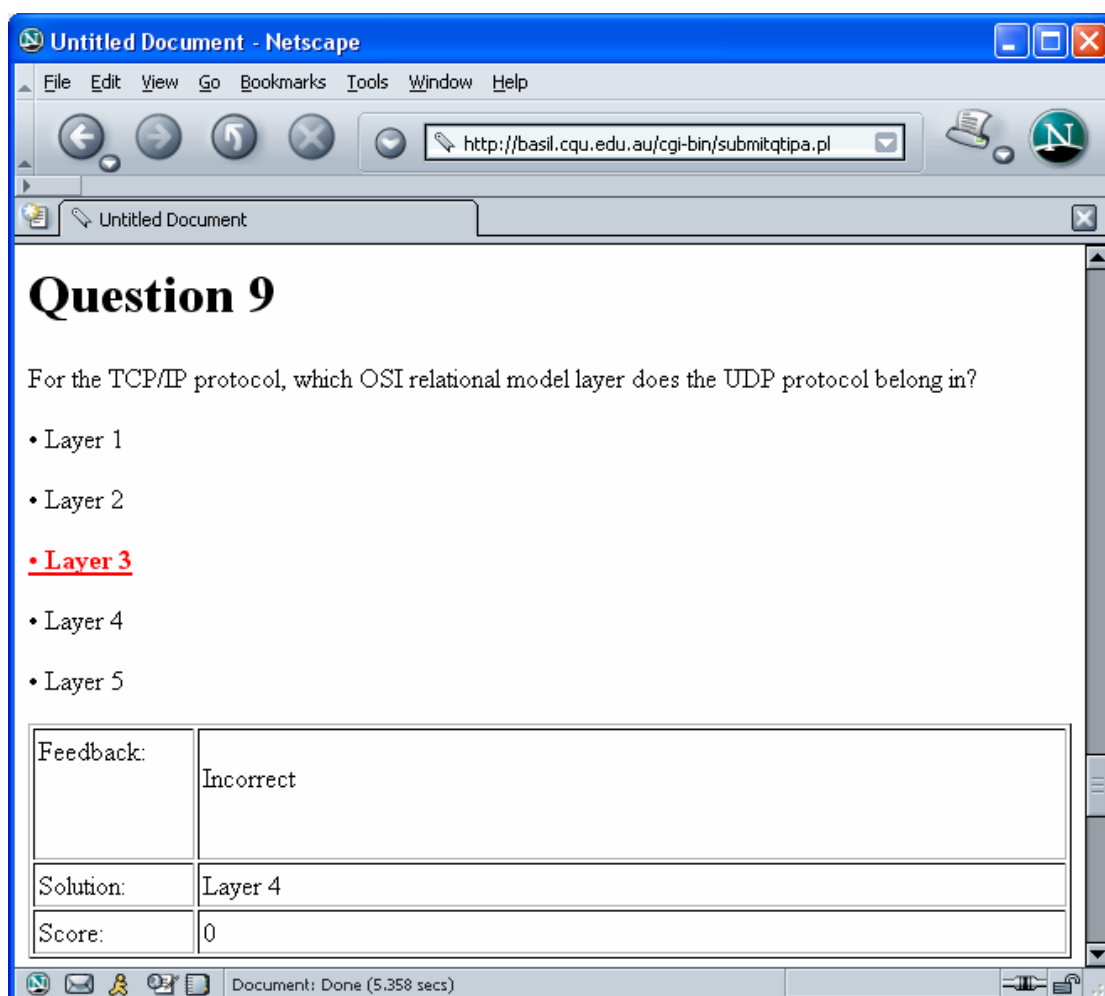 Untitled Document - Netscape
File Edit View Go Bookmarks Tools Window Help
http://basil.cqu.edu.au/cgi-bin/submitqtipa.pl
N
Untitled Document
Question 9
For the TCP/IP protocol, which OSI relational model layer does the UDP protocol belong in?
• Layer 1
• Layer 2
• Layer 3
• Layer 4
• Layer 5
Feedback:
Incorrect
Solution: Layer 4
Score: 0
Document: Done (5.358 secs)